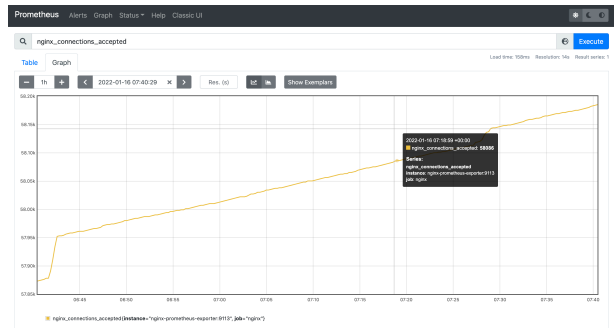 Prometheus Alerts Graph Status Help Classic UI
nginx_connections_accepted Execute
Load time: 188ms Resolution: 14s Result series: 1
Table Graph
1h 2022-01-16 07:40:29 Res. (s) Show Exemplars
58.20k
58.15k
58.10k
58.05k
58.00k
57.95k
57.90k
57.85k
2022-01-16 07:18:59 +00:00
nginx_connections_accepted: 58086
Series:
nginx_connections_accepted
instance: nginx-prometheus-exporter:9113
job: nginx
06:45 06:50 06:55 07:00 07:05 07:10 07:15 07:20 07:25 07:30 07:35 07:40
nginx_connections_accepted{instance="nginx-prometheus-exporter:9113", job="nginx"}